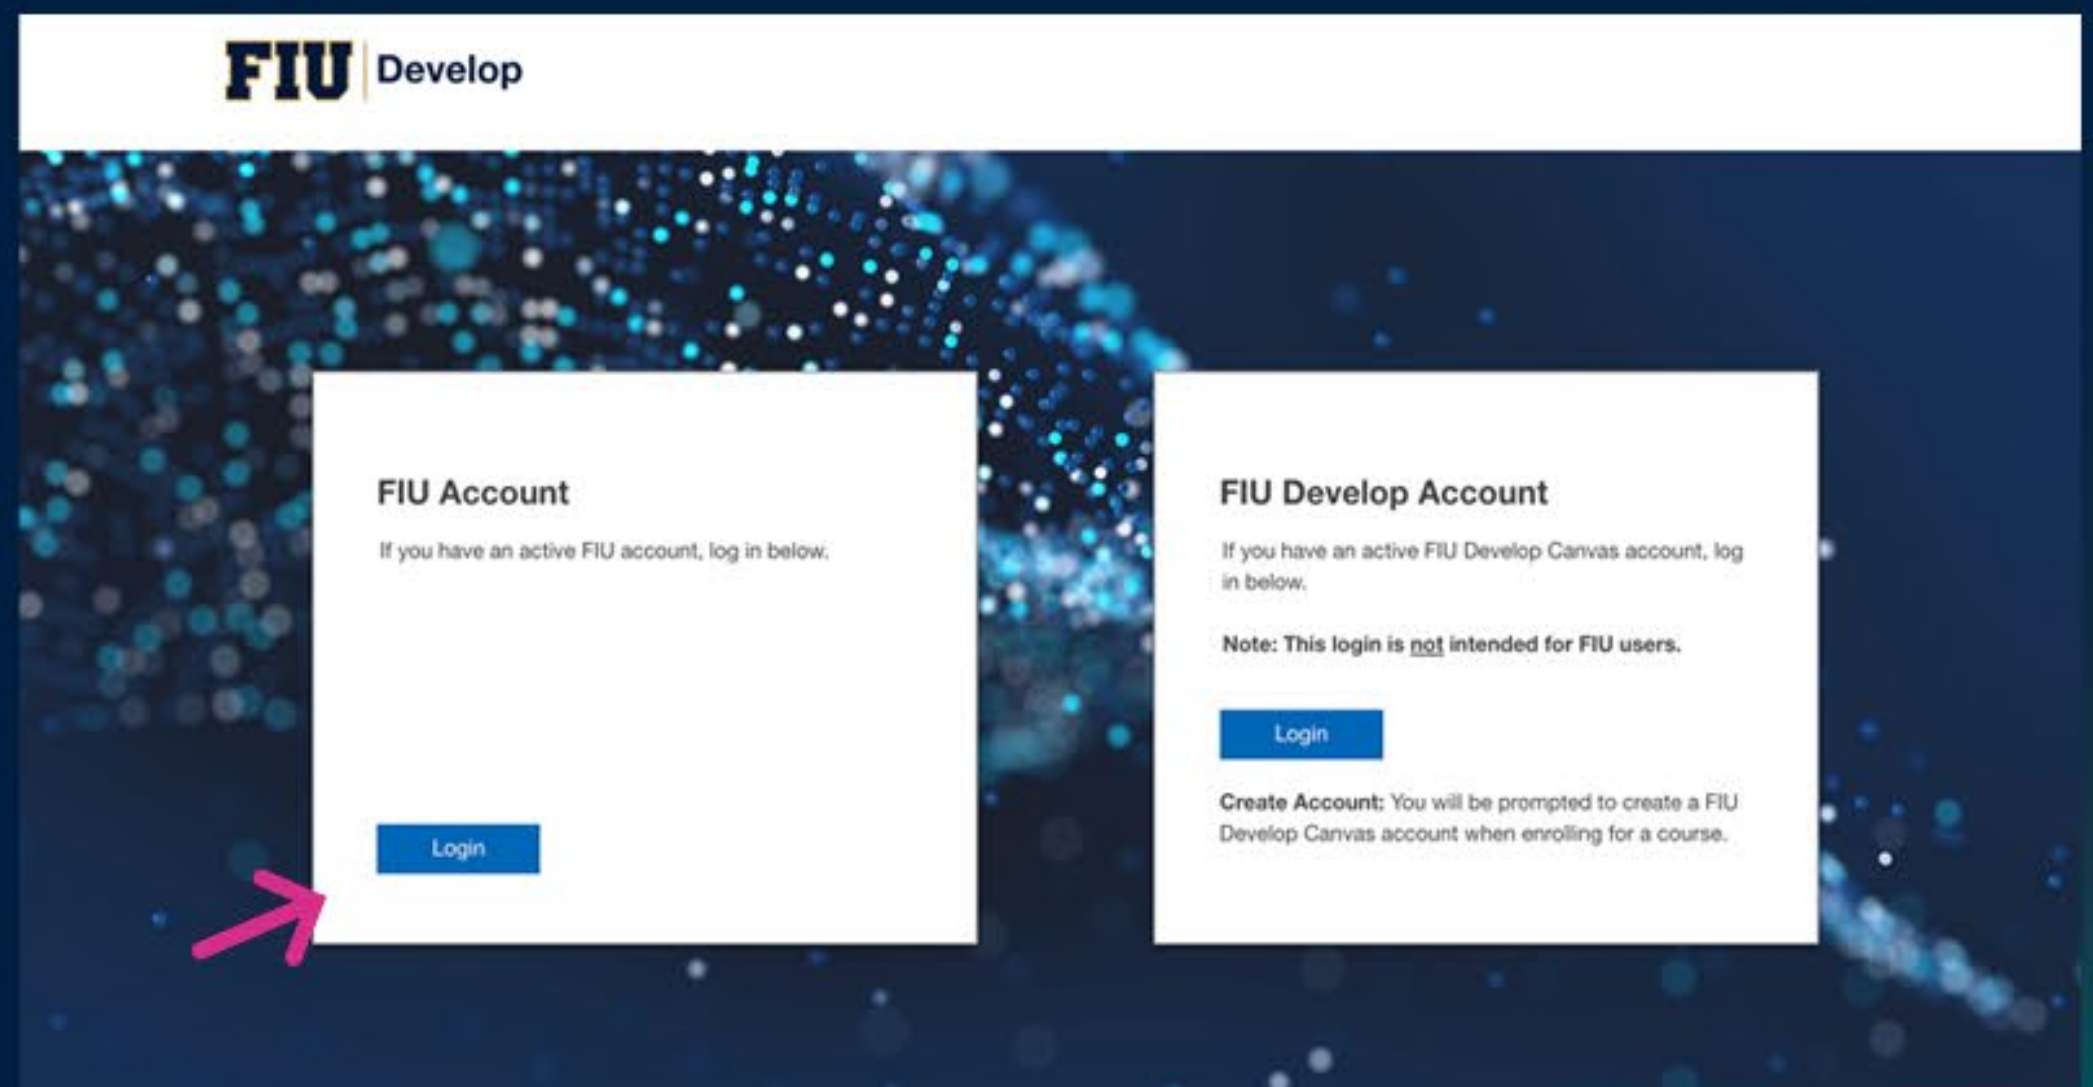 FIU Develop
FIU Account
If you have an active FIU account, log in below.
Login
FIU Develop Account
If you have an active FIU Develop Canvas account, log
in below.
Note: This login is not intended for FIU users.
Login
Create Account: You will be prompted to create a FIU
Develop Canvas account when enrolling for a course.